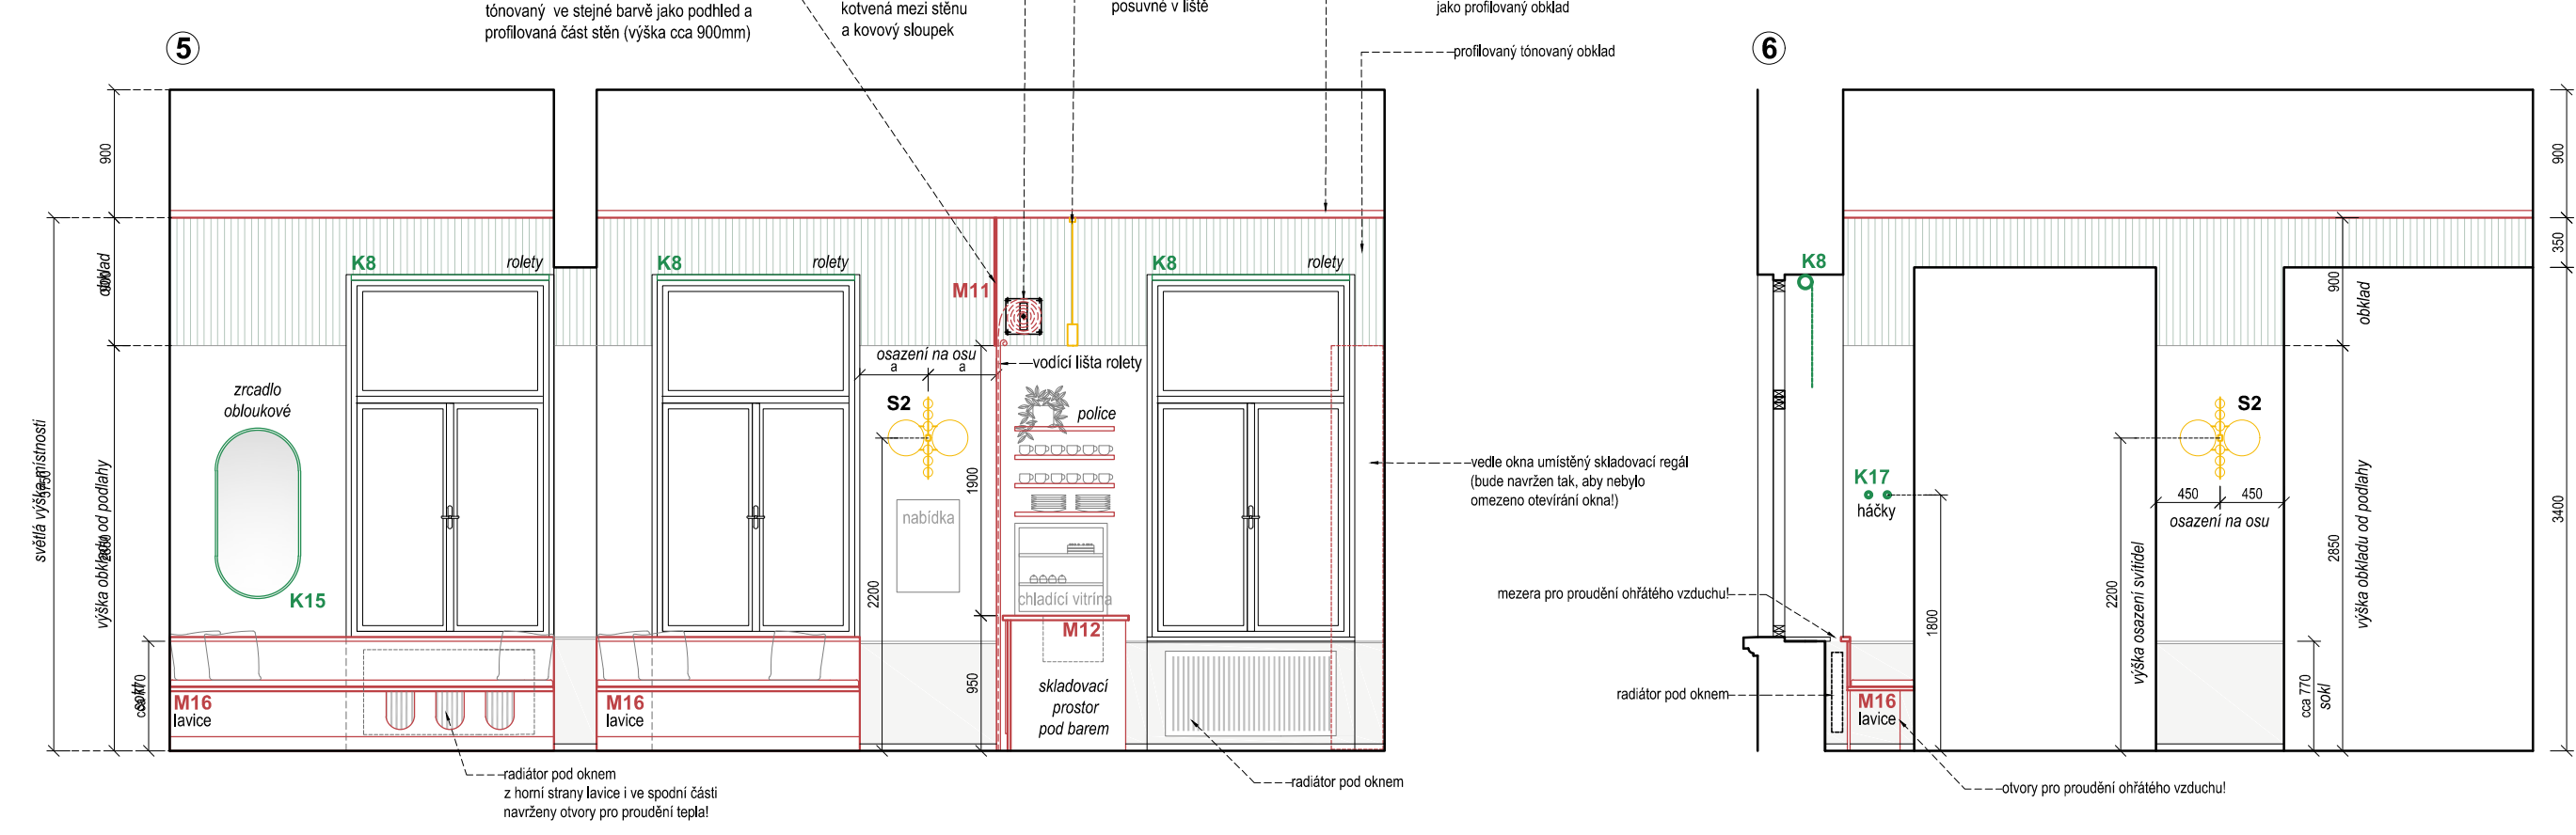 tónovaný ve stejné barvě jako podhled a
profilovaná část stěn (výška cca 900mm)
kotvená mezi stěnu
a kovový sloupek
posuvné v liště
jako profilovaný obklad
profilovaný tónovaný obklad
5
6
900
obklad
světlá výška místnosti
3750
výška obkladu od podlahy
2850
sokl
cca 770
K8
rolety
K8
rolety
K8
rolety
M11
osazení na osu
a
a
vodící lišta rolety
zrcadlo
obloukové
K15
S2
police
nabídka
1900
2200
950
chladící vitrína
M12
skladovací
prostor
pod barem
M16
lavice
M16
lavice
vedle okna umístěný skladovací regál
(bude navržen tak, aby nebylo
omezeno otevírání okna!)
radiátor pod oknem
z horní strany lavice i ve spodní části
navrženy otvory pro proudění tepla!
radiátor pod oknem
K8
K17
háčky
1800
S2
450
450
osazení na osu
2200
výška osazení svítidel
900
obklad
2850
výška obkladu od podlahy
cca 770
sokl
900
350
3400
mezera pro proudění ohřátého vzduchu!
radiátor pod oknem
M16
lavice
otvory pro proudění ohřátého vzduchu!